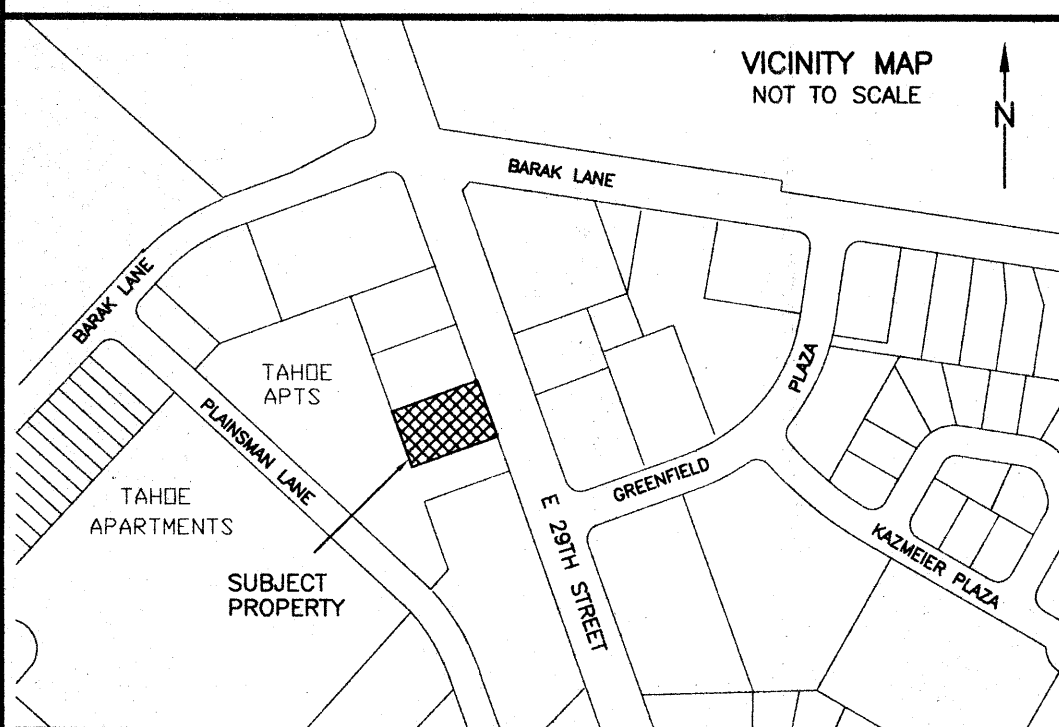 VICINITY MAP
NOT TO SCALE
N
BARAK LANE
BARAK LANE
TAHOE
APTS
PLAZA
PLAINSMAN LANE
GREENFIELD
TAHOE
APARTMENTS
E 29TH STREET
KAZMEIER PLAZA
SUBJECT
PROPERTY